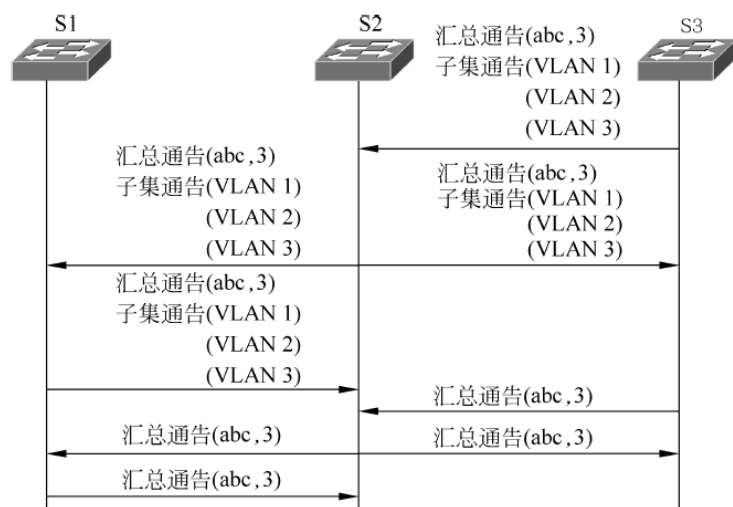 S1
S2
S3
汇总通告(abc,3)
子集通告(VLAN 1)
(VLAN 2)
(VLAN 3)
汇总通告(abc,3)
子集通告(VLAN 1)
(VLAN 2)
(VLAN 3)
汇总通告(abc,3)
子集通告(VLAN 1)
(VLAN 2)
(VLAN 3)
汇总通告(abc,3)
子集通告(VLAN 1)
(VLAN 2)
(VLAN 3)
汇总通告(abc,3)
汇总通告(abc,3)
汇总通告(abc,3)
汇总通告(abc,3)